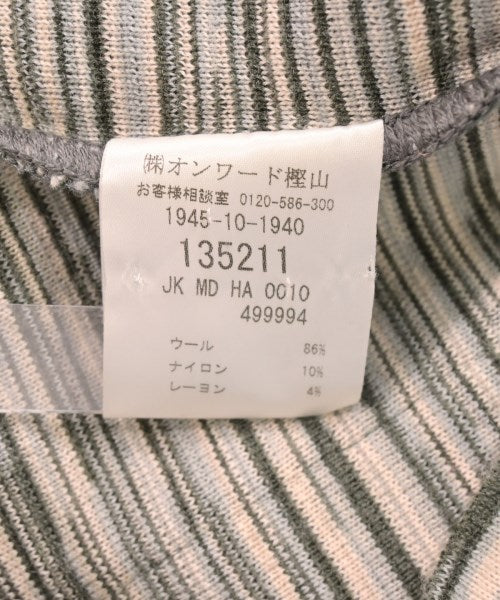 ㈱オンワード樫山
お客様相談室 0120-586-300
1945-10-1940
135211
JK MD HA 0010
499994
ウール 86%
ナイロン 10%
レーヨン 4%